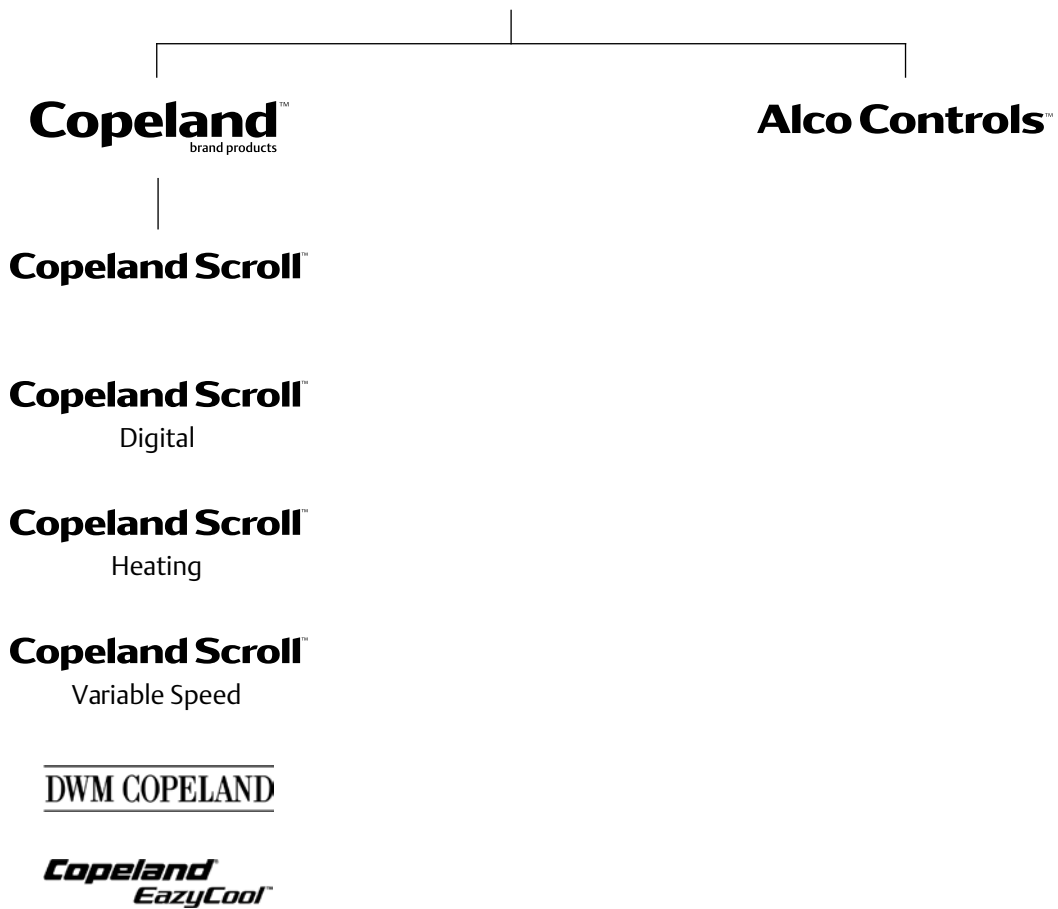 Copeland™
brand products
Alco Controls™
Copeland Scroll™
Copeland Scroll™
Digital
Copeland Scroll™
Heating
Copeland Scroll™
Variable Speed
DWM COPELAND
Copeland®
EazyCool™